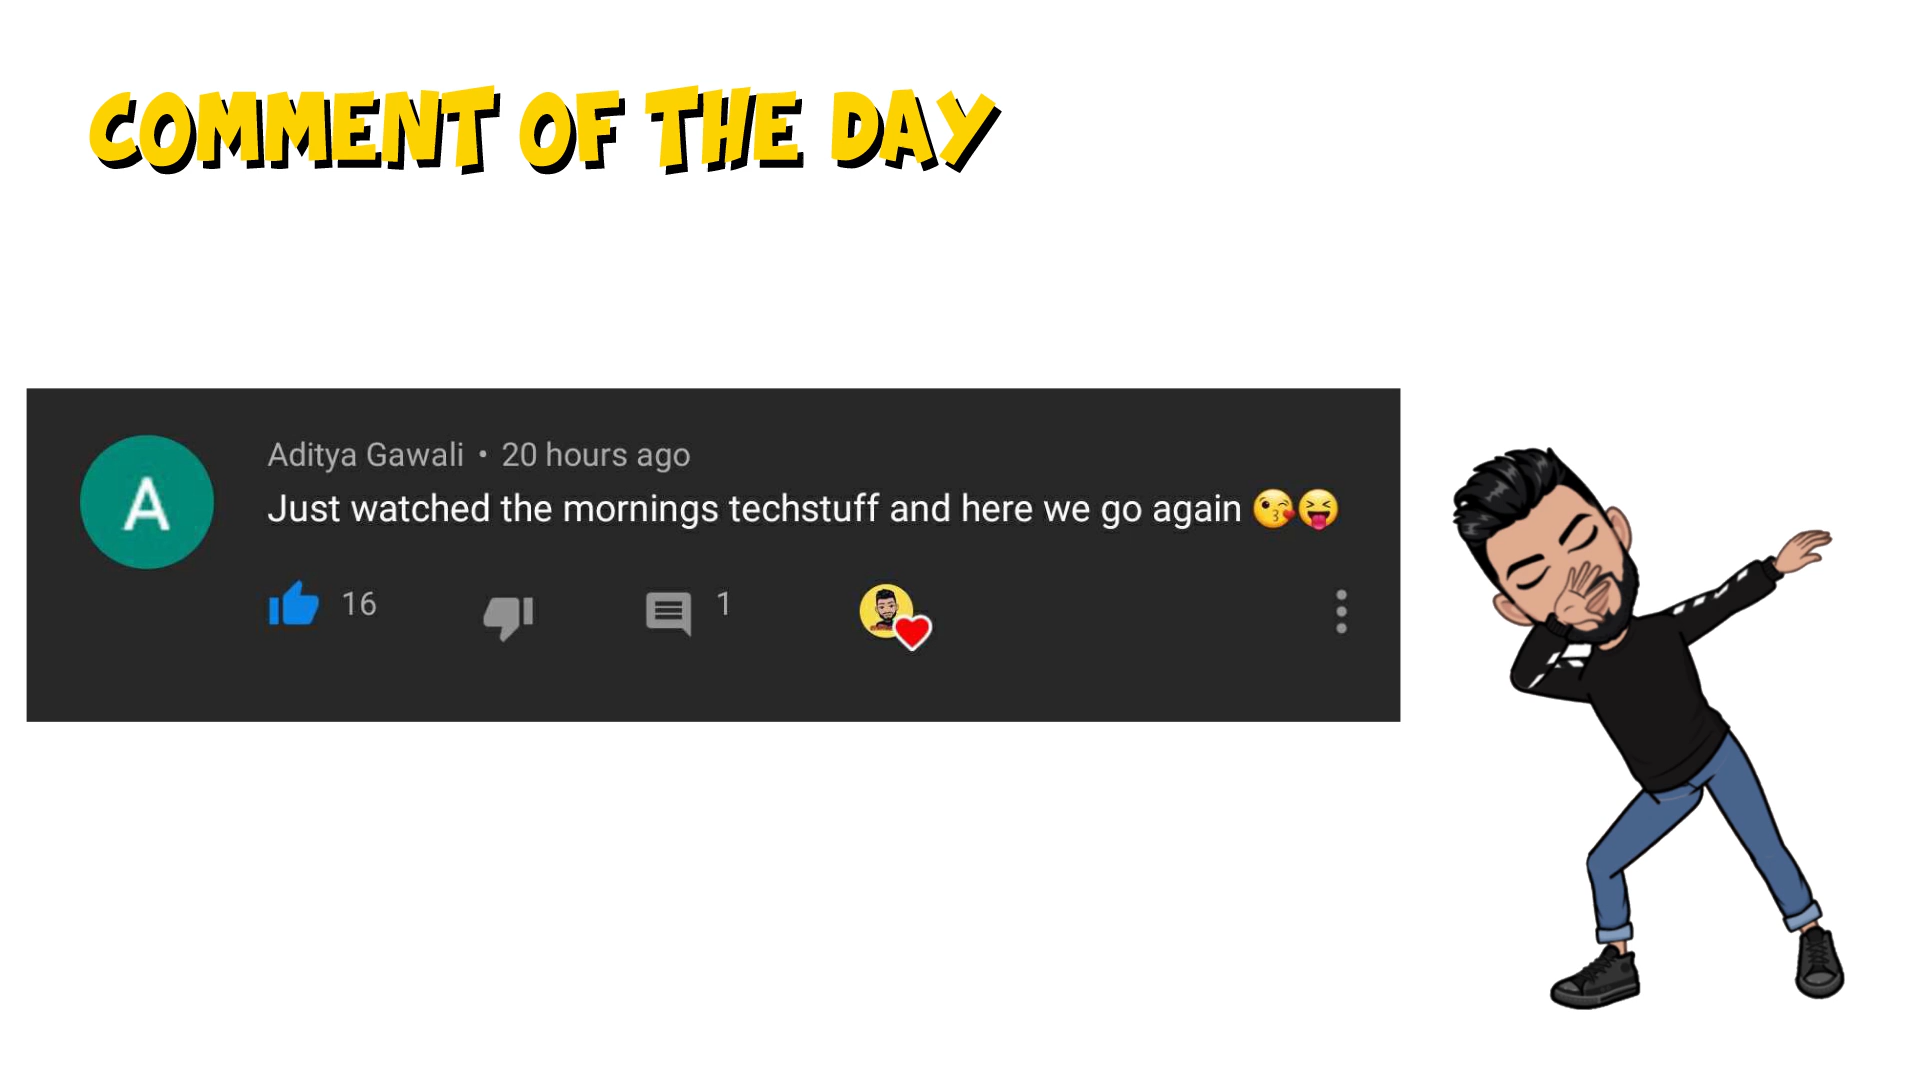 COMMENT OF THE DAY
A
Aditya Gawali • 20 hours ago
Just watched the mornings techstuff and here we go again 😘😝
16
1